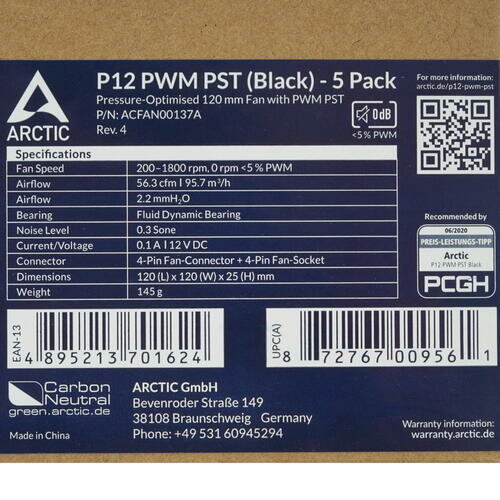 P12 PWM PST (Black) - 5 Pack
Pressure-Optimised 120 mm Fan with PWM PST
P/N: ACFAN00137A
Rev. 4
ARCTIC
0 dB
<5 % PWM
For more information:
arctic.de/p12-pwm-pst
Specifications
Fan Speed 200–1800 rpm, 0 rpm <5 % PWM
Airflow 56.3 cfm | 95.7 m³/h
Airflow 2.2 mmH₂O
Bearing Fluid Dynamic Bearing
Noise Level 0.3 Sone
Current/Voltage 0.1 A | 12 V DC
Connector 4-Pin Fan-Connector + 4-Pin Fan-Socket
Dimensions 120 (L) x 120 (W) x 25 (H) mm
Weight 145 g
Recommended by
06/2020
PREIS-LEISTUNGS-TIPP
Arctic
P12 PWM PST Black
PCGH
EAN-13
4 895213 701624
UPC(A)
8 72767 00956 1
Carbon
Neutral
green.arctic.de
Made in China
ARCTIC GmbH
Bevenroder Straße 149
38108 Braunschweig Germany
Phone: +49 531 60945294
Warranty information:
warranty.arctic.de